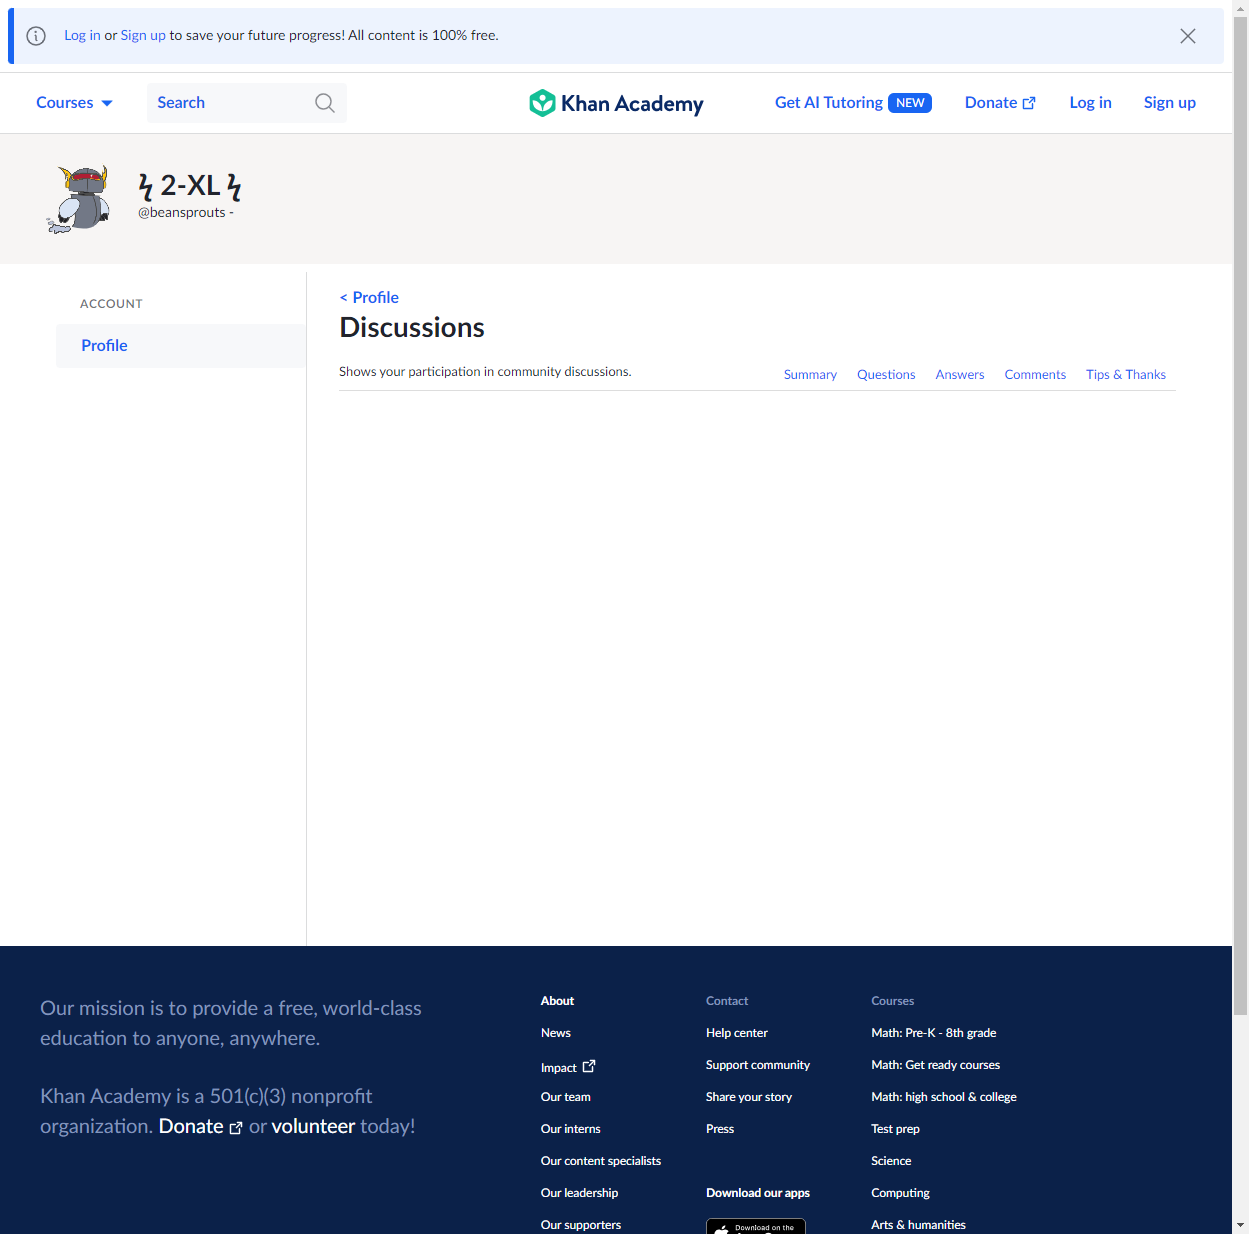 Log in or Sign up to save your future progress! All content is 100% free.
Courses
Search
Khan Academy
Get AI Tutoring NEW
Donate
Log in
Sign up
ϟ 2-XL ϟ
@beansprouts -
ACCOUNT
Profile
< Profile
Discussions
Shows your participation in community discussions.
Summary
Questions
Answers
Comments
Tips & Thanks
Our mission is to provide a free, world-class
education to anyone, anywhere.
Khan Academy is a 501(c)(3) nonprofit
organization. Donate or volunteer today!
About
News
Impact
Our team
Our interns
Our content specialists
Our leadership
Our supporters
Contact
Help center
Support community
Share your story
Press
Download our apps
Download on the
Courses
Math: Pre-K - 8th grade
Math: Get ready courses
Math: high school & college
Test prep
Science
Computing
Arts & humanities